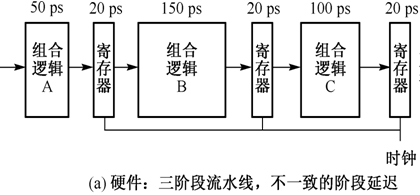 50 ps 20 ps 150 ps 20 ps 100 ps 20 ps
组合逻辑 A
寄存器
组合逻辑 B
寄存器
组合逻辑 C
寄存器
时钟
(a) 硬件：三阶段流水线，不一致的阶段延迟